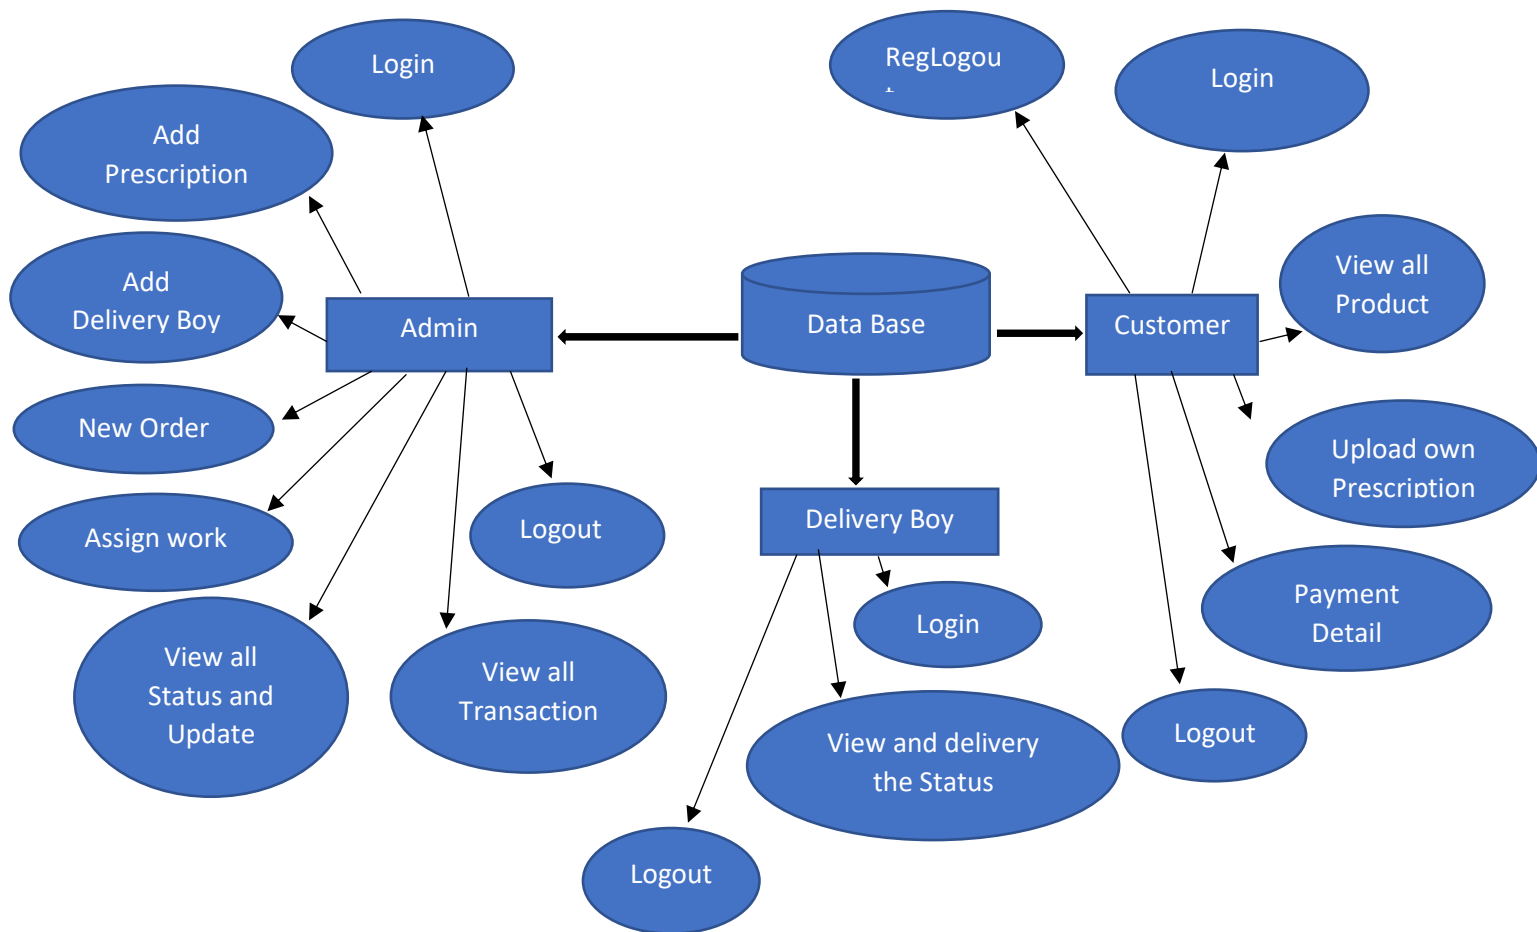 Login
RegLogou
t
Login
Add
Prescription
View all
Product
Add
Delivery Boy
Admin
Data Base
Customer
New Order
Upload own
Prescription
Assign work
Logout
Delivery Boy
Payment
Detail
Login
View all
Status and
Update
View all
Transaction
View and delivery
the Status
Logout
Logout